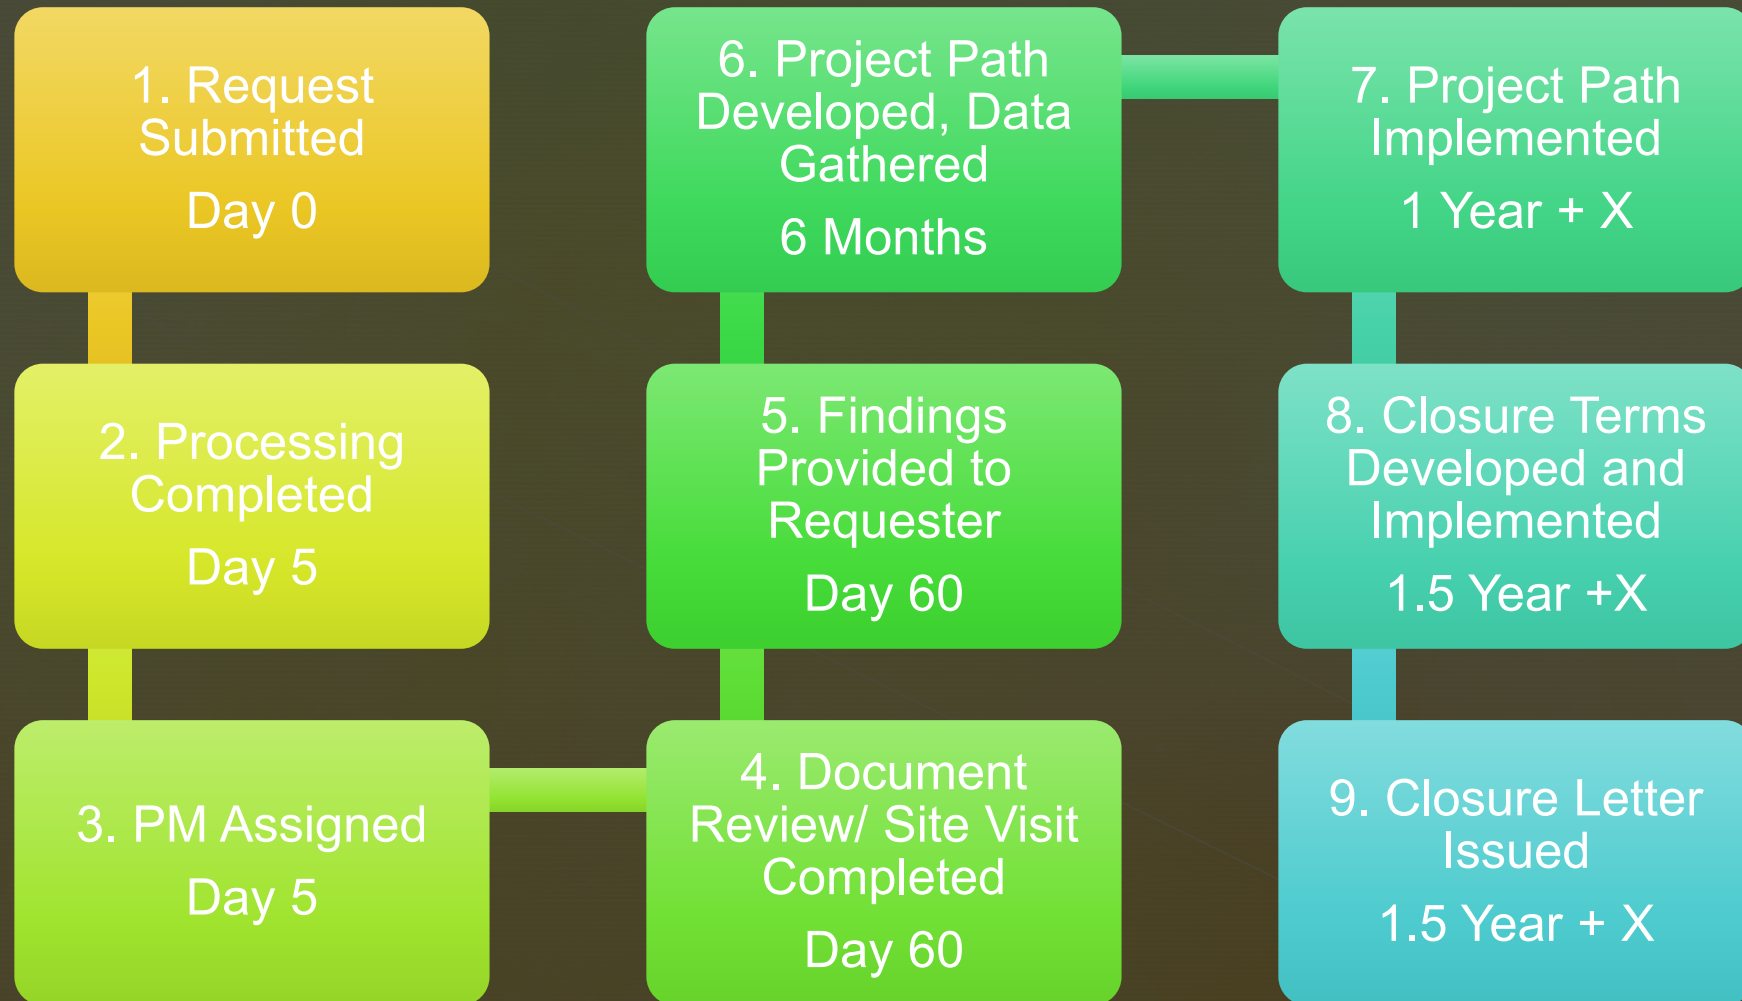 1. Request
Submitted
Day 0
2. Processing
Completed
Day 5
3. PM Assigned
Day 5
4. Document
Review/ Site Visit
Completed
Day 60
5. Findings
Provided to
Requester
Day 60
6. Project Path
Developed, Data
Gathered
6 Months
7. Project Path
Implemented
1 Year + X
8. Closure Terms
Developed and
Implemented
1.5 Year +X
9. Closure Letter
Issued
1.5 Year + X